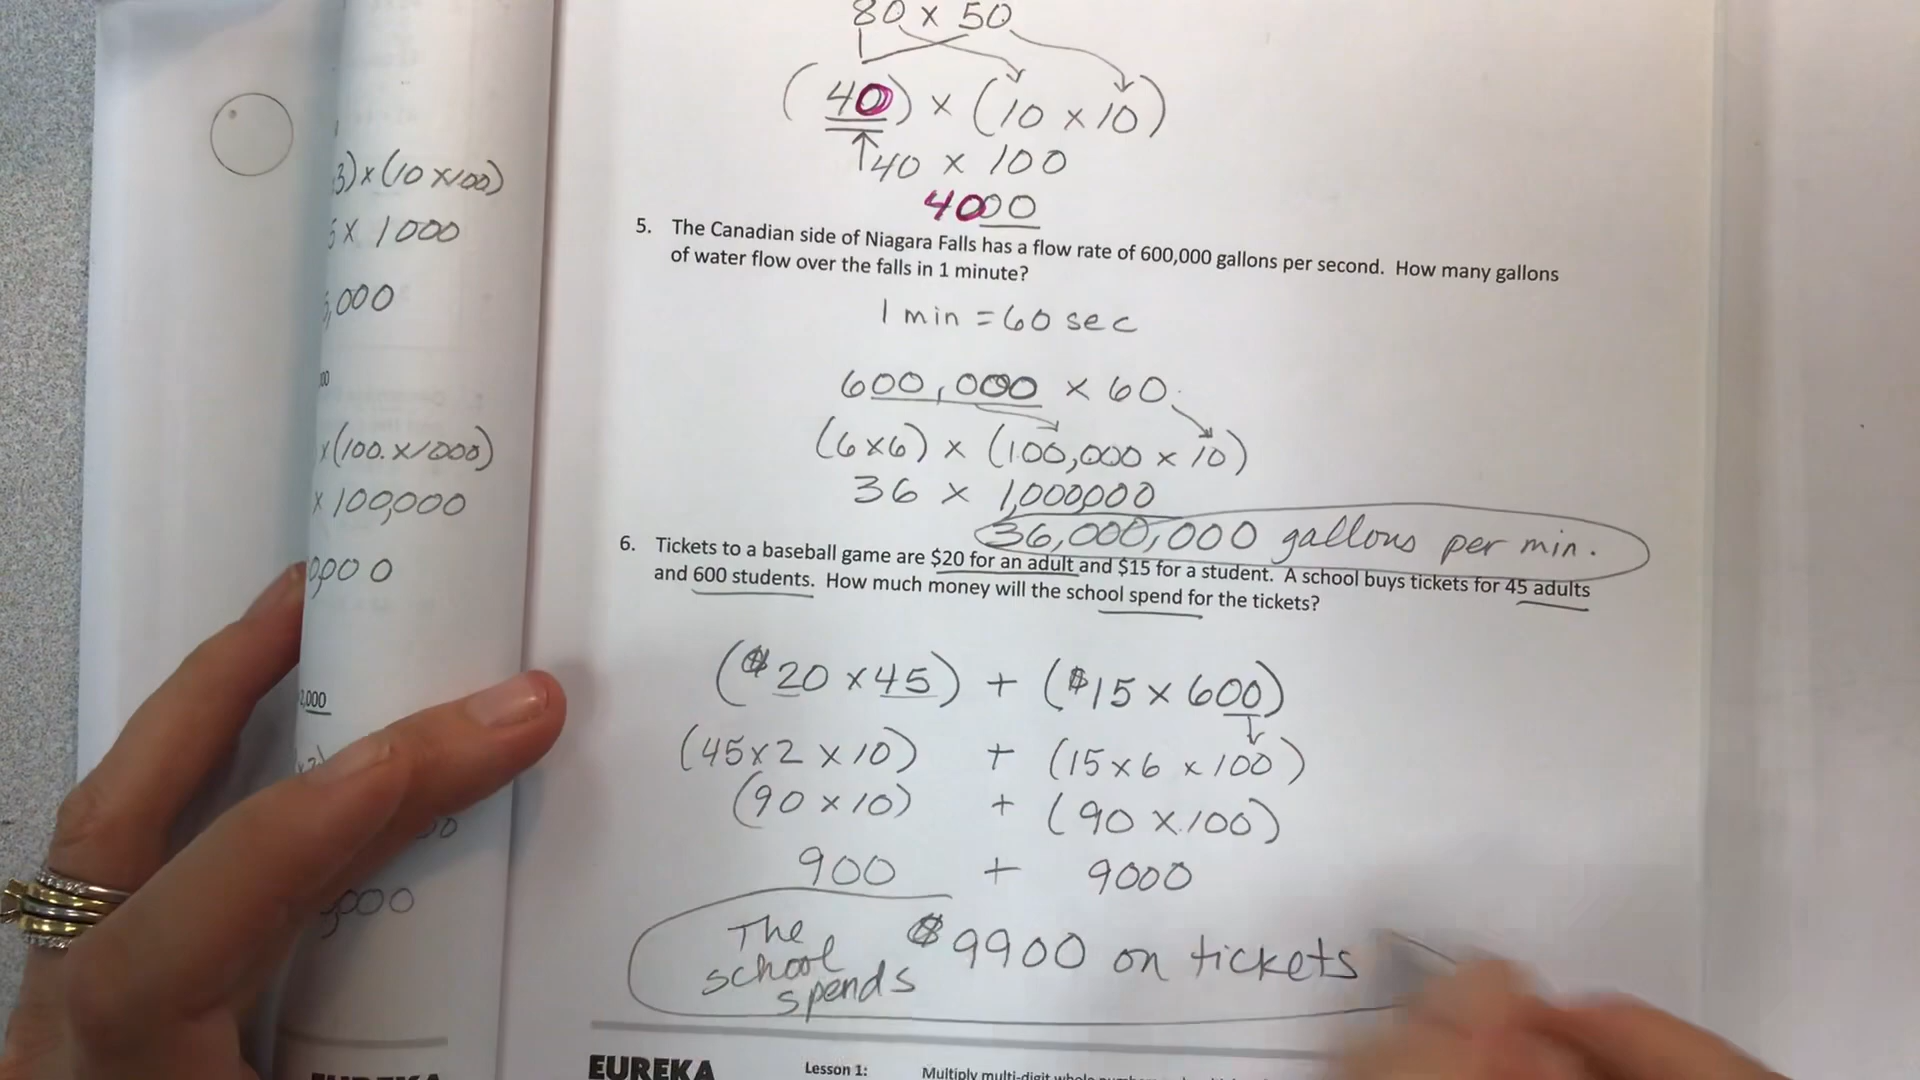 3) x (10 x 100)
x 1000
,000
x (100. x 1000)
x 100,000
2,000
80 x 50
(40) x (10 x 10)
40 x 100
4000
5. The Canadian side of Niagara Falls has a flow rate of 600,000 gallons per second. How many gallons
of water flow over the falls in 1 minute?
1 min = 60 sec
600,000 x 60
(6x6) x (100,000 x 10)
36 x 1,000,000
36,000,000 gallons per min.
6. Tickets to a baseball game are $20 for an adult and $15 for a student. A school buys tickets for 45 adults
and 600 students. How much money will the school spend for the tickets?
($20 x 45) + ($15 x 600)
(45 x 2 x 10) + (15 x 6 x 100)
(90 x 10) + (90 x 100)
900 + 9000
The school spends $9900 on tickets
EUREKA
Lesson 1:
Multiply multi-digit whole